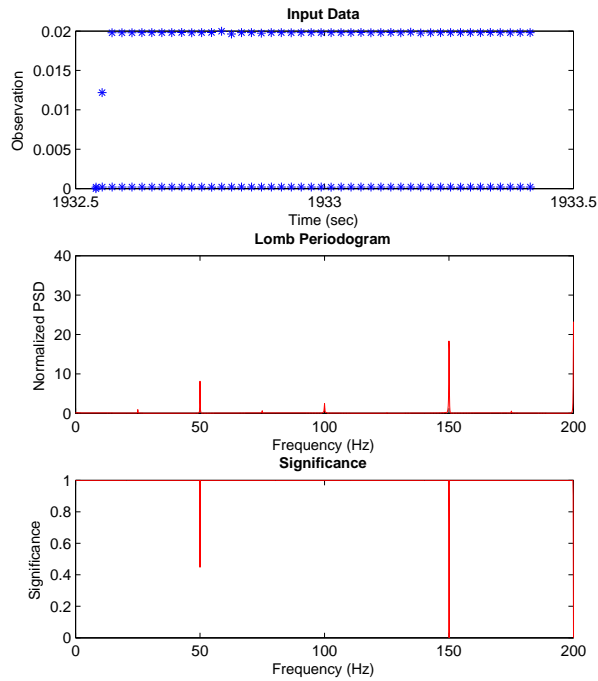 Input Data
0.02
0.015
0.01
0.005
0
Observation
1932.5 1933 1933.5
Time (sec)
Lomb Periodogram
40
30
20
10
0
Normalized PSD
0 50 100 150 200
Frequency (Hz)
Significance
1
0.8
0.6
0.4
0.2
0
Significance
0 50 100 150 200
Frequency (Hz)